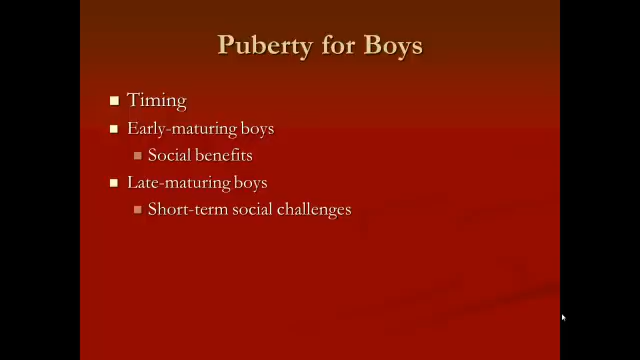 Puberty for Boys
Timing
Early-maturing boys
Social benefits
Late-maturing boys
Short-term social challenges